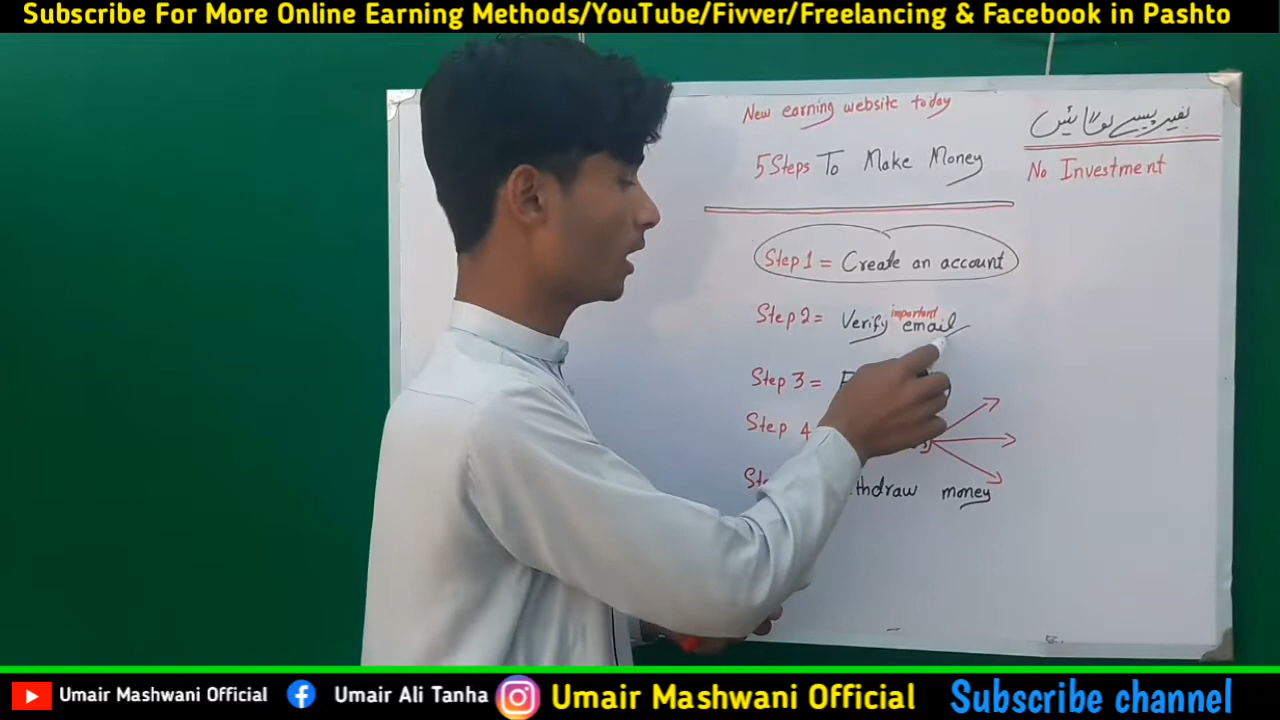 Subscribe For More Online Earning Methods/YouTube/Fivver/Freelancing & Facebook in Pashto
New earning website today
5 Steps To Make Money
بغیر پیسے کمائیں
No Investment
Step 1 = Create an account
Step 2 = Verify important email
Step 3 =
Step 4
money
Umair Mashwani Official
Umair Ali Tanha
Umair Mashwani Official
Subscribe channel